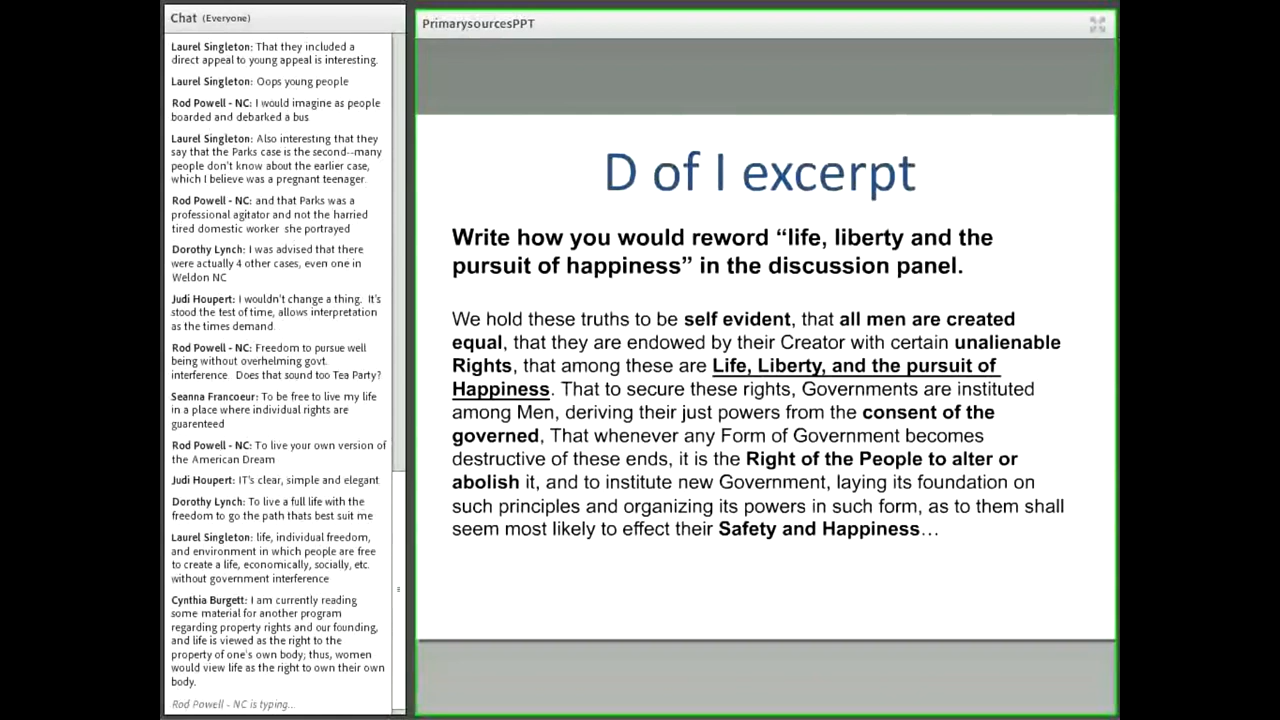 Chat (Everyone)
Laurel Singleton: That they included a
direct appeal to young appeal is interesting.
Laurel Singleton: Oops young people
Rod Powell - NC: I would imagine as people
boarded and debarked a bus
Laurel Singleton: Also interesting that they
say that the Parks case is the second--many
people don't know about the earlier case,
which I believe was a pregnant teenager.
Rod Powell - NC: and that Parks was a
professional agitator and not the harried
tired domestic worker she portrayed
Dorothy Lynch: I was advised that there
were actually 4 other cases, even one in
Weldon NC
Judi Houpert: I wouldn't change a thing. It's
stood the test of time, allows interpretation
as the times demand.
Rod Powell - NC: Freedom to pursue well
being without overhelming govt.
interference. Does that sound too Tea Party?
Seanna Francoeur: To be free to live my life
in a place where individual rights are
guarenteed
Rod Powell - NC: To live your own version of
the American Dream
Judi Houpert: IT's clear, simple and elegant
Dorothy Lynch: To live a full life with the
freedom to go the path thats best suit me
Laurel Singleton: life, individual freedom,
and environment in which people are free
to create a life, economically, socially, etc.
without government interference
Cynthia Burgett: I am currently reading
some material for another program
regarding property rights and our founding,
and life is viewed as the right to the
property of one's own body; thus, women
would view life as the right to own their own
body.
Rod Powell - NC is typing...
PrimarysourcesPPT
D of I excerpt
Write how you would reword “life, liberty and the
pursuit of happiness” in the discussion panel.
We hold these truths to be self evident, that all men are created
equal, that they are endowed by their Creator with certain unalienable
Rights, that among these are Life, Liberty, and the pursuit of
Happiness. That to secure these rights, Governments are instituted
among Men, deriving their just powers from the consent of the
governed, That whenever any Form of Government becomes
destructive of these ends, it is the Right of the People to alter or
abolish it, and to institute new Government, laying its foundation on
such principles and organizing its powers in such form, as to them shall
seem most likely to effect their Safety and Happiness…